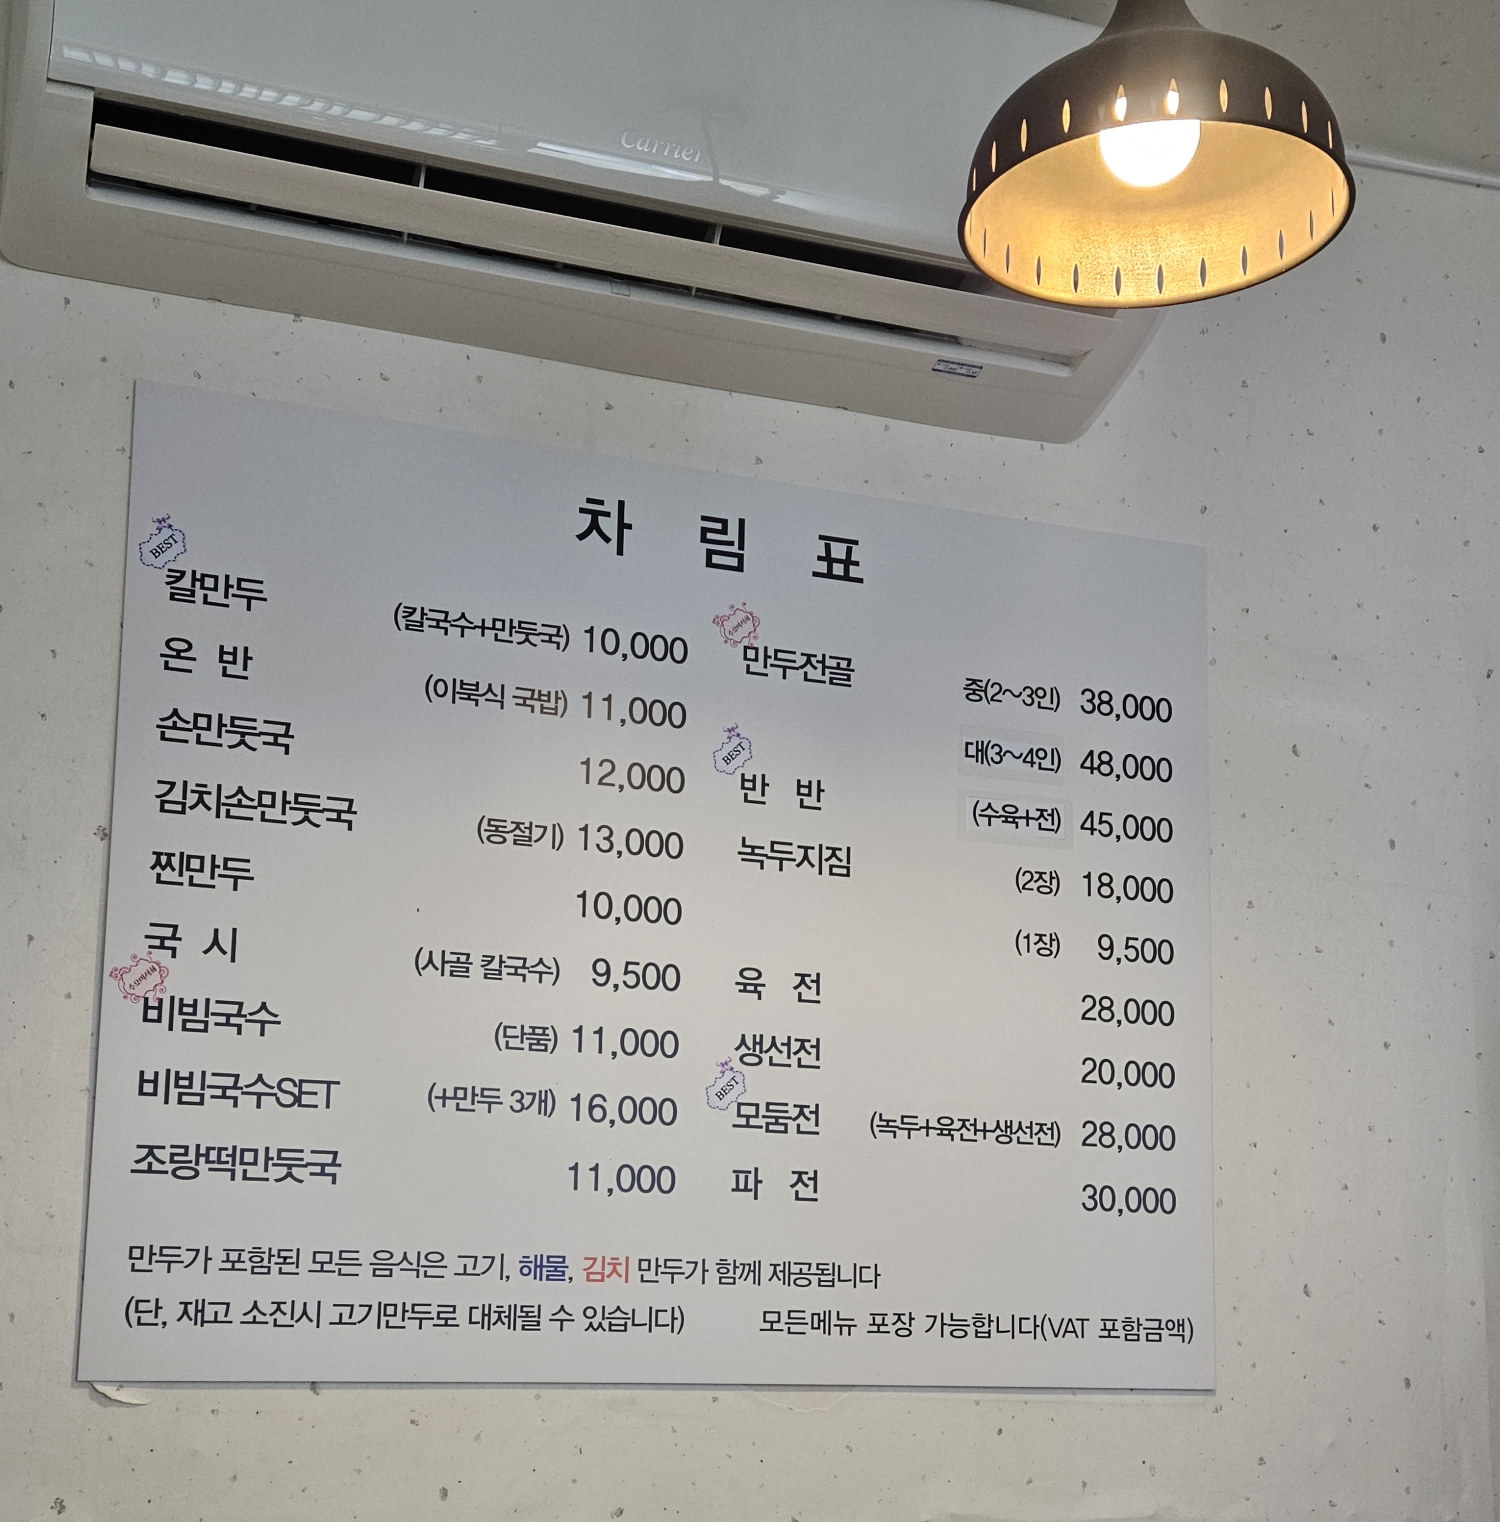 Carrier
차 림 표
BEST
칼만두 (칼국수+만둣국) 10,000
온 반 (이북식 국밥) 11,000
손만둣국 12,000
김치손만둣국 (동절기) 13,000
찐만두 10,000
국 시 (사골 칼국수) 9,500
수요미식회
비빔국수 (단품) 11,000
비빔국수SET (+만두 3개) 16,000
조랑떡만둣국 11,000
수요미식회
만두전골 중(2~3인) 38,000
대(3~4인) 48,000
BEST
반 반 (수육+전) 45,000
녹두지짐 (2장) 18,000
(1장) 9,500
육 전 28,000
생선전 20,000
BEST
모둠전 (녹두+육전+생선전) 28,000
파 전 30,000
만두가 포함된 모든 음식은 고기, 해물, 김치 만두가 함께 제공됩니다
(단, 재고 소진시 고기만두로 대체될 수 있습니다)
모든메뉴 포장 가능합니다(VAT 포함금액)